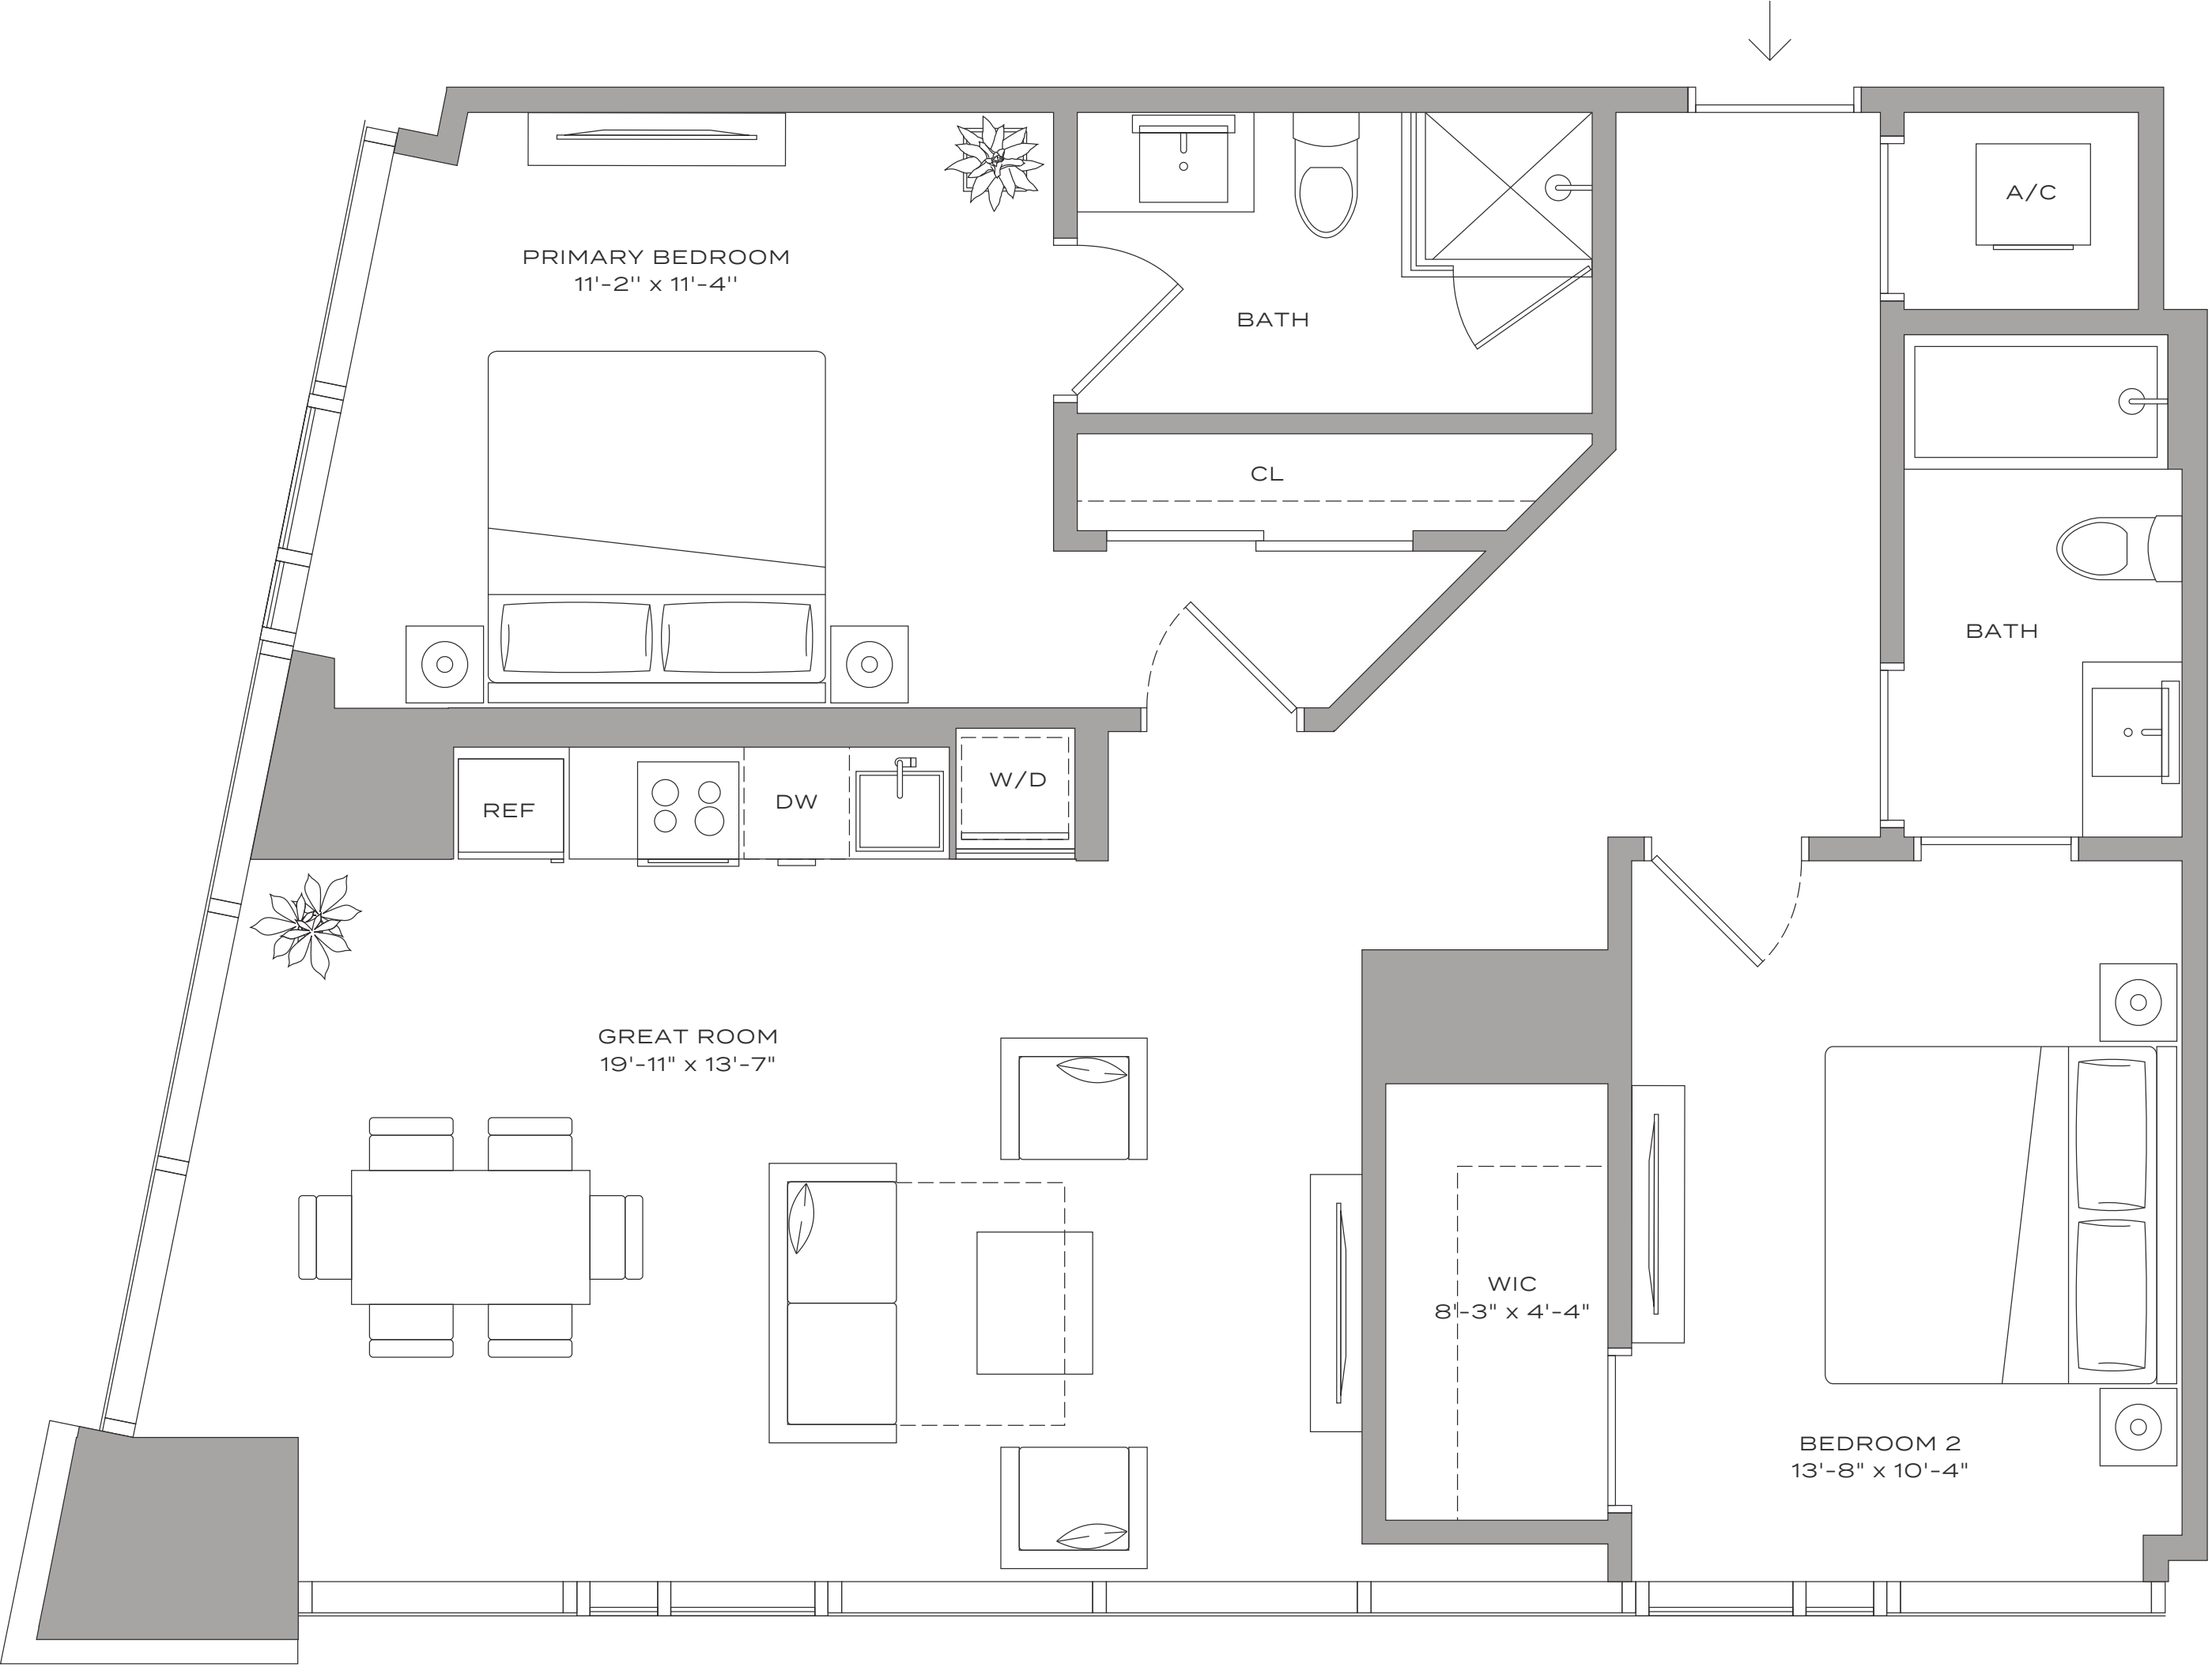 A/C
PRIMARY BEDROOM
11'-2'' x 11'-4''
BATH
CL
BATH
REF
DW
W/D
GREAT ROOM
19'-11" x 13'-7"
WIC
8'-3" x 4'-4"
BEDROOM 2
13'-8" x 10'-4"